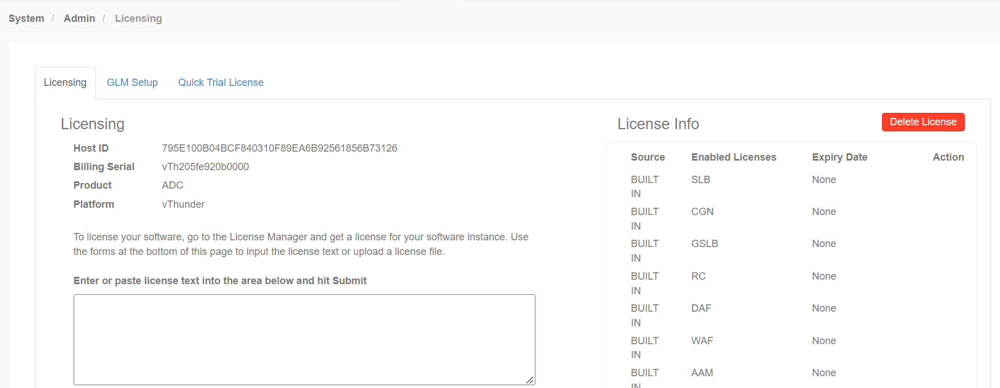 System / Admin / Licensing
Licensing
GLM Setup
Quick Trial License
Licensing
Host ID 795E100B04BCF840310F89EA6B92561856B73126
Billing Serial vTh205fe920b0000
Product ADC
Platform vThunder
To license your software, go to the License Manager and get a license for your software instance. Use
the forms at the bottom of this page to input the license text or upload a license file.
Enter or paste license text into the area below and hit Submit
License Info
Delete License
Source Enabled Licenses Expiry Date Action
BUILT SLB None
IN
BUILT CGN None
IN
BUILT GSLB None
IN
BUILT RC None
IN
BUILT DAF None
IN
BUILT WAF None
IN
BUILT AAM None
IN